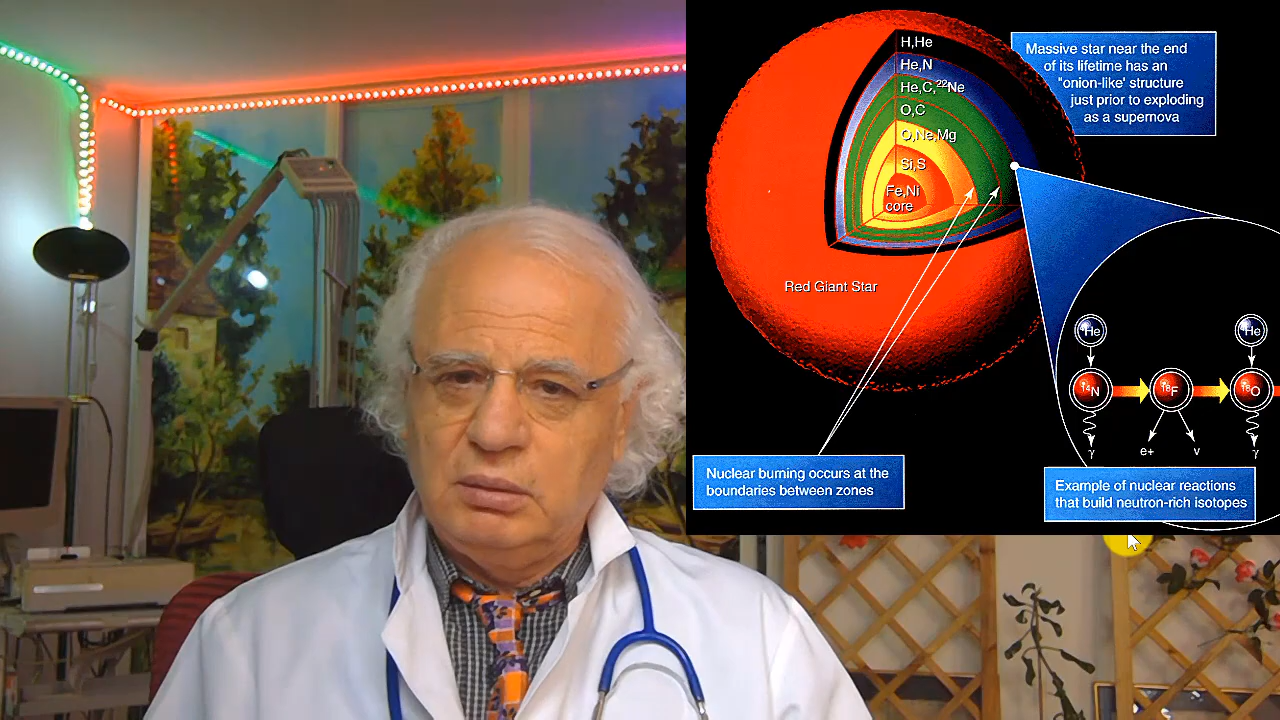 H,He
He,N
He,C,²²Ne
O,C
O,Ne,Mg
Si,S
Fe,Ni
core
Red Giant Star
Massive star near the end
of its lifetime has an
"onion-like' structure
just prior to exploding
as a supernova
Nuclear burning occurs at the
boundaries between zones
He
He
¹⁴N
¹⁸F
¹⁸O
γ
e+
ν
γ
Example of nuclear reactions
that build neutron-rich isotopes